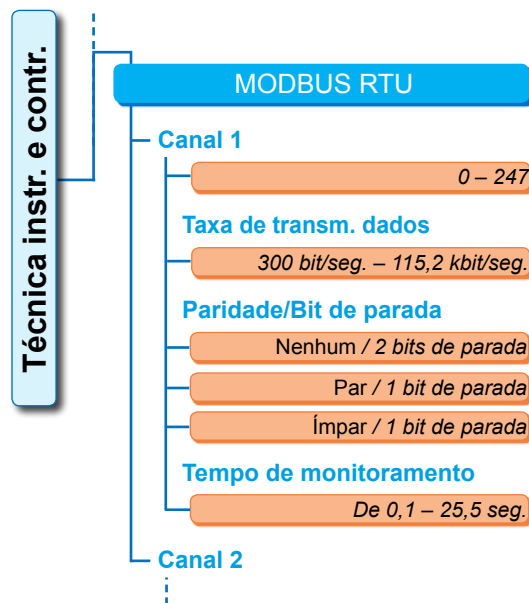 Técnica instr. e contr.
MODBUS RTU
Canal 1
0 – 247
Taxa de transm. dados
300 bit/seg. – 115,2 kbit/seg.
Paridade/Bit de parada
Nenhum / 2 bits de parada
Par / 1 bit de parada
Ímpar / 1 bit de parada
Tempo de monitoramento
De 0,1 – 25,5 seg.
Canal 2